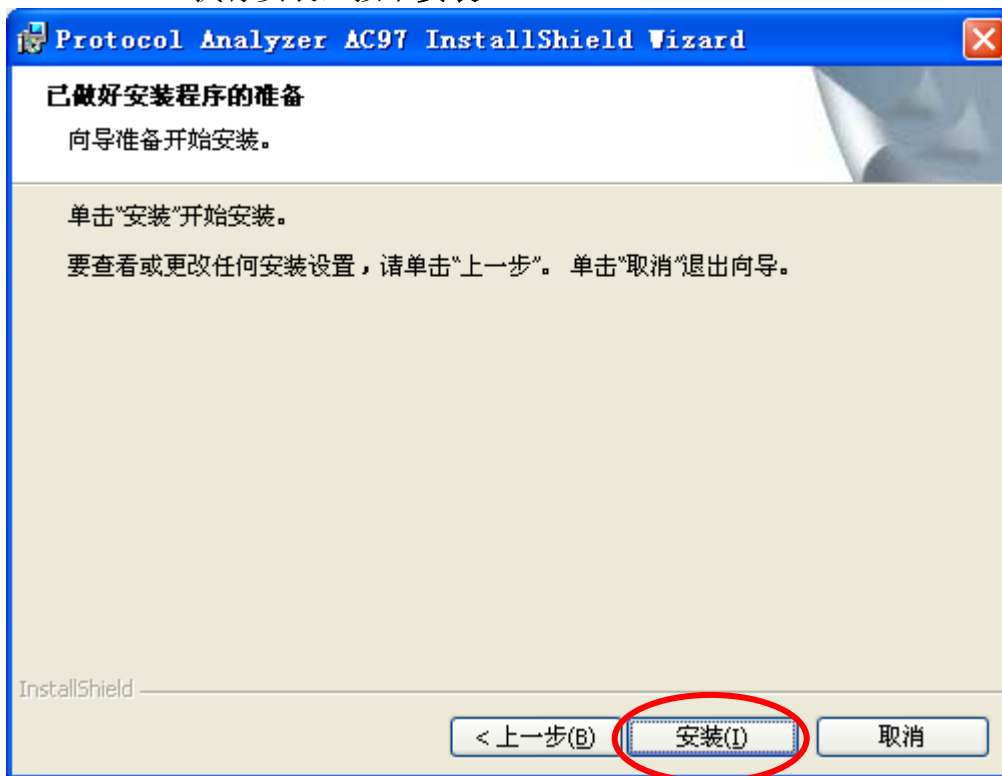 Protocol Analyzer AC97 InstallShield Wizard
已做好安装程序的准备
向导准备开始安装。
单击“安装”开始安装。
要查看或更改任何安装设置，请单击“上一步”。 单击“取消”退出向导。
InstallShield
< 上一步(B) 安装(I) 取消